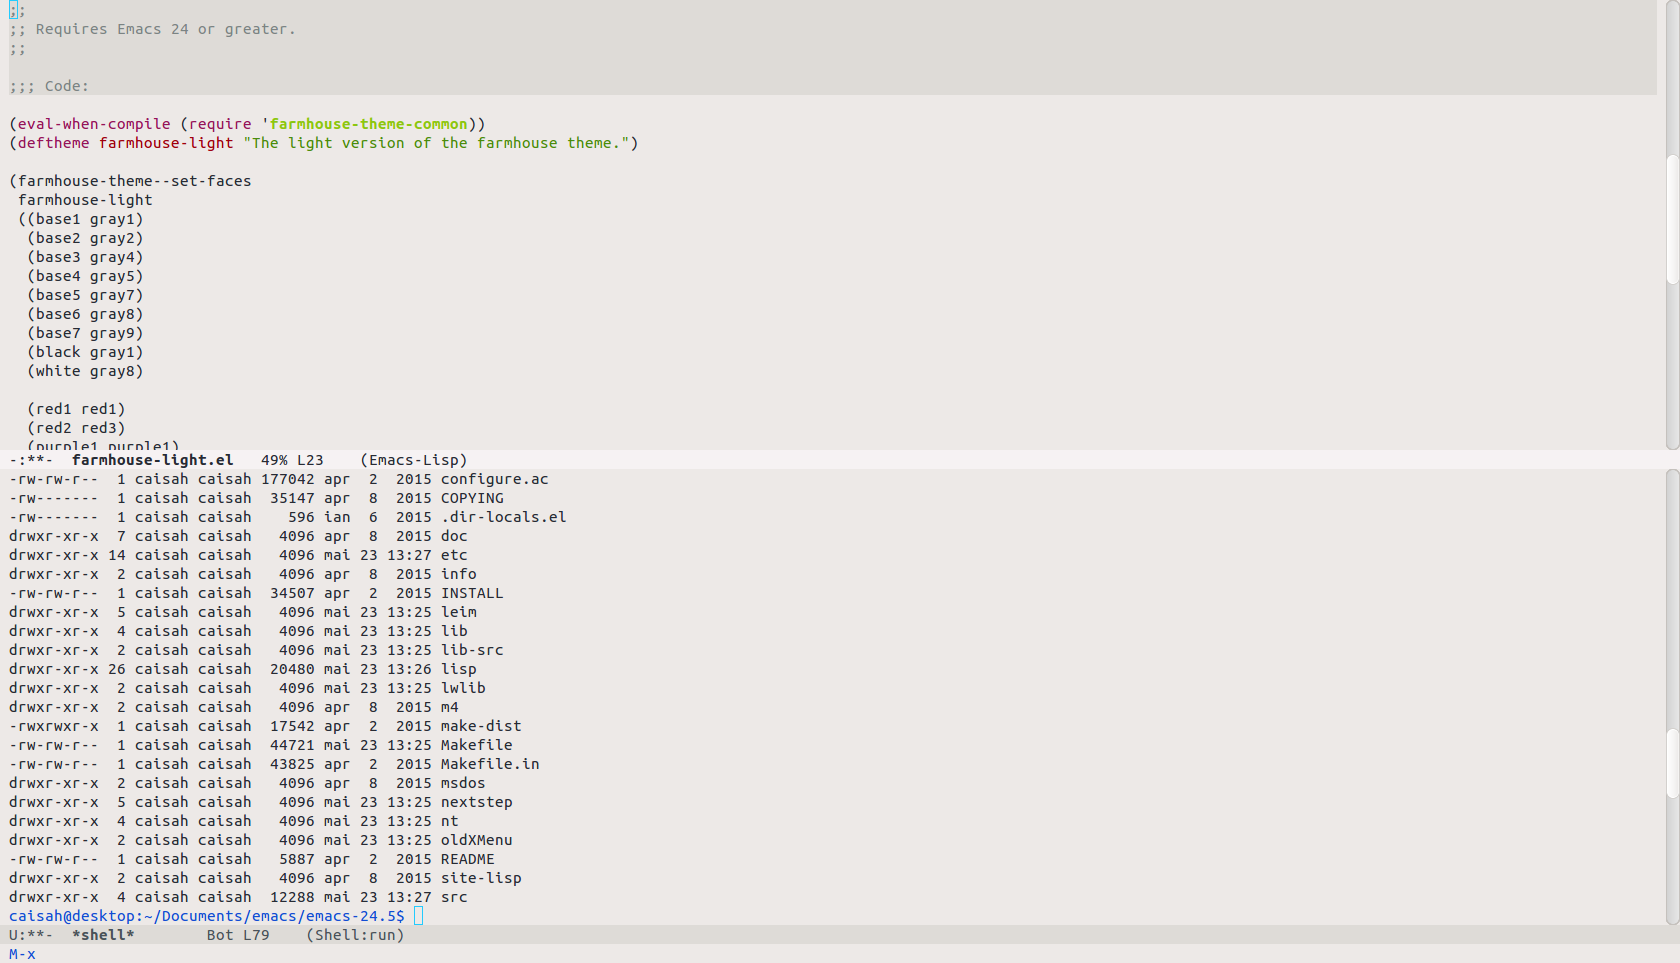 ;;
;; Requires Emacs 24 or greater.
;;
;;; Code:
(eval-when-compile (require 'farmhouse-theme-common))
(deftheme farmhouse-light "The light version of the farmhouse theme.")
(farmhouse-theme--set-faces
 farmhouse-light
 ((base1 gray1)
  (base2 gray2)
  (base3 gray4)
  (base4 gray5)
  (base5 gray7)
  (base6 gray8)
  (base7 gray9)
  (black gray1)
  (white gray8)
  (red1 red1)
  (red2 red3)
  (purple1 purple1)
-:**-  farmhouse-light.el   49% L23    (Emacs-Lisp)
-rw-rw-r--  1 caisah caisah 177042 apr  2  2015 configure.ac
-rw-------  1 caisah caisah  35147 apr  8  2015 COPYING
-rw-------  1 caisah caisah    596 ian  6  2015 .dir-locals.el
drwxr-xr-x  7 caisah caisah   4096 apr  8  2015 doc
drwxr-xr-x 14 caisah caisah   4096 mai 23 13:27 etc
drwxr-xr-x  2 caisah caisah   4096 apr  8  2015 info
-rw-rw-r--  1 caisah caisah  34507 apr  2  2015 INSTALL
drwxr-xr-x  5 caisah caisah   4096 mai 23 13:25 leim
drwxr-xr-x  4 caisah caisah   4096 mai 23 13:25 lib
drwxr-xr-x  2 caisah caisah   4096 mai 23 13:25 lib-src
drwxr-xr-x 26 caisah caisah  20480 mai 23 13:26 lisp
drwxr-xr-x  2 caisah caisah   4096 mai 23 13:25 lwlib
drwxr-xr-x  2 caisah caisah   4096 apr  8  2015 m4
-rwxrwxr-x  1 caisah caisah  17542 apr  2  2015 make-dist
-rw-rw-r--  1 caisah caisah  44721 mai 23 13:25 Makefile
-rw-rw-r--  1 caisah caisah  43825 apr  2  2015 Makefile.in
drwxr-xr-x  2 caisah caisah   4096 apr  8  2015 msdos
drwxr-xr-x  5 caisah caisah   4096 mai 23 13:25 nextstep
drwxr-xr-x  4 caisah caisah   4096 mai 23 13:25 nt
drwxr-xr-x  2 caisah caisah   4096 mai 23 13:25 oldXMenu
-rw-rw-r--  1 caisah caisah   5887 apr  2  2015 README
drwxr-xr-x  2 caisah caisah   4096 apr  8  2015 site-lisp
drwxr-xr-x  4 caisah caisah  12288 mai 23 13:27 src
caisah@desktop:~/Documents/emacs/emacs-24.5$
U:**-  *shell*        Bot L79    (Shell:run)
M-x